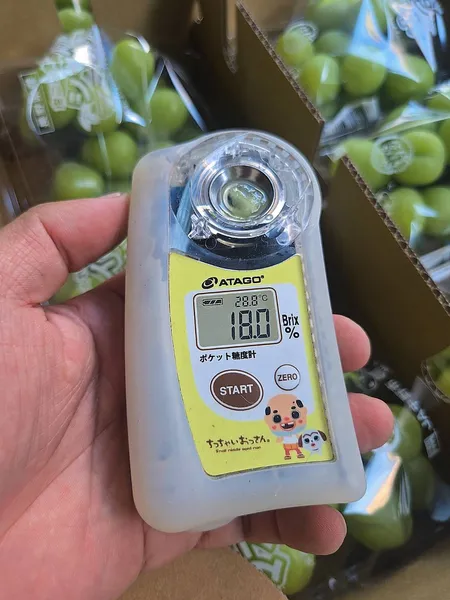 ATAGO®
28.8°C
18.0
Brix
%
ポケット糖度計
START
ZERO
ちっちゃいおっさん®